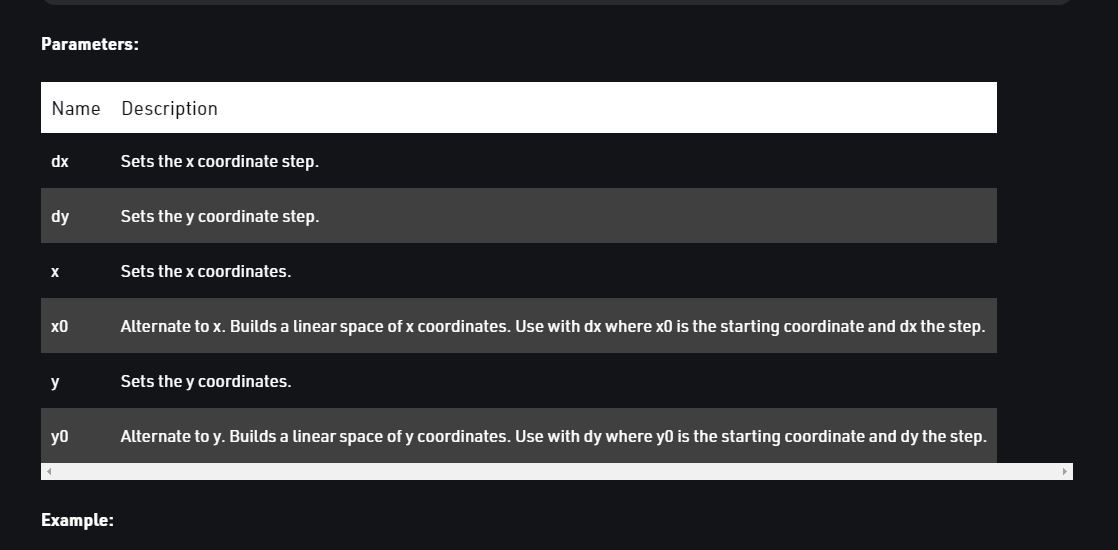 Parameters:
Name Description
dx Sets the x coordinate step.
dy Sets the y coordinate step.
x Sets the x coordinates.
x0 Alternate to x. Builds a linear space of x coordinates. Use with dx where x0 is the starting coordinate and dx the step.
y Sets the y coordinates.
y0 Alternate to y. Builds a linear space of y coordinates. Use with dy where y0 is the starting coordinate and dy the step.
Example: